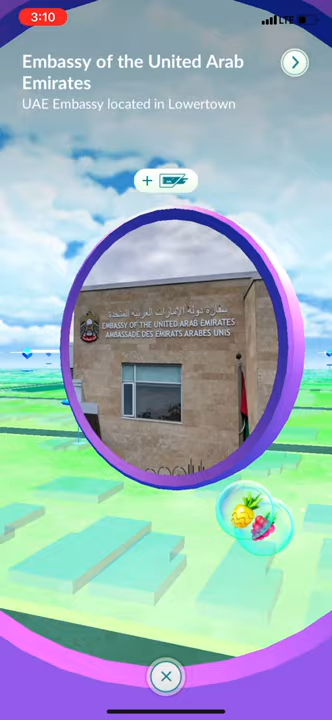 3:10
LTE
Embassy of the United Arab
Emirates
UAE Embassy located in Lowertown
سفارة دولة الإمارات العربية المتحدة
EMBASSY OF THE UNITED ARAB EMIRATES
AMBASSADE DES EMIRATS ARABES UNIS